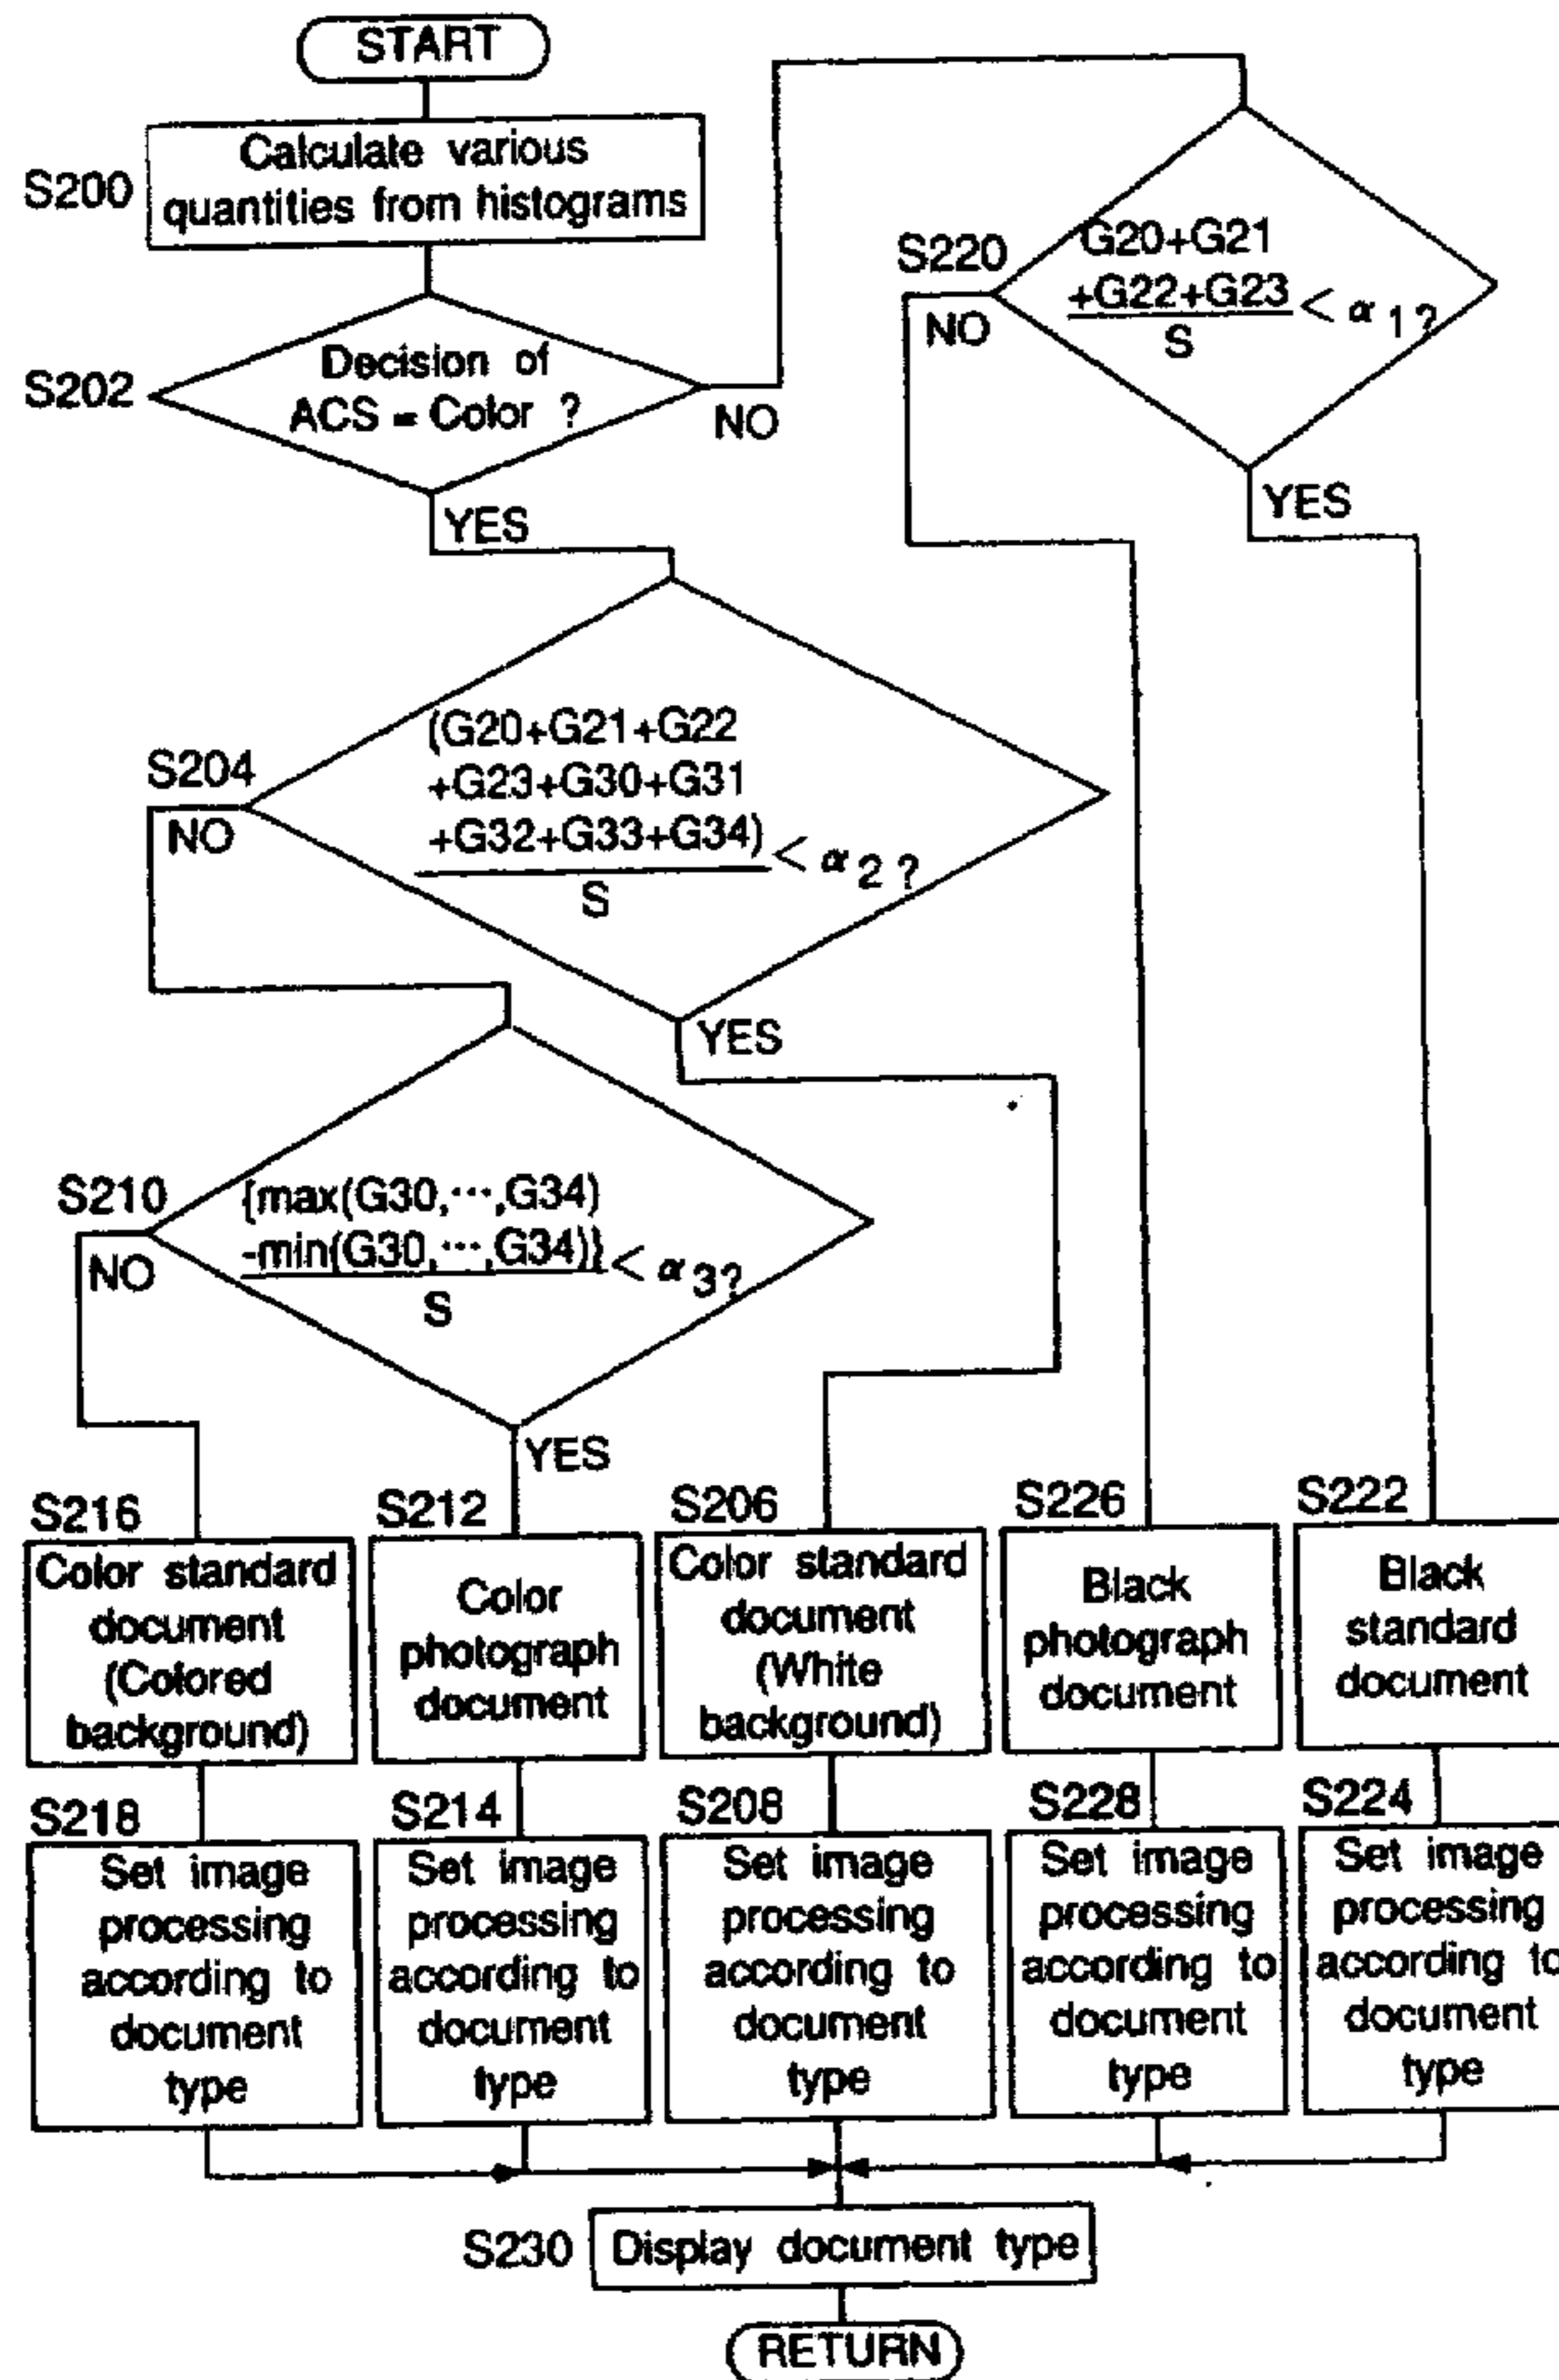 START
S200
Calculate various
quantities from histograms
S202
Decision of
ACS = Color ?
NO
YES
S220
G20+G21
+G22+G23
S
< α 1 ?
NO
YES
S204
(G20+G21+G22
+G23+G30+G31
+G32+G33+G34)
S
< α 2 ?
NO
YES
S210
{max(G30,···,G34)
-min(G30,···,G34)}
S
< α 3?
NO
YES
S216
Color standard
document
(Colored
background)
S212
Color
photograph
document
S206
Color standard
document
(White
background)
S226
Black
photograph
document
S222
Black
standard
document
S218
Set image
processing
according to
document
type
S214
Set image
processing
according to
document
type
S208
Set image
processing
according to
document
type
S228
Set image
processing
according to
document
type
S224
Set image
processing
according to
document
type
S230
Display document type
RETURN